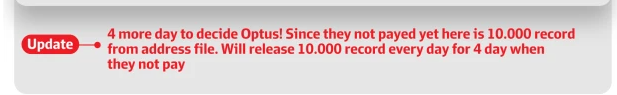 Update
4 more day to decide Optus! Since they not payed yet here is 10.000 record
from address file. Will release 10.000 record every day for 4 day when
they not pay